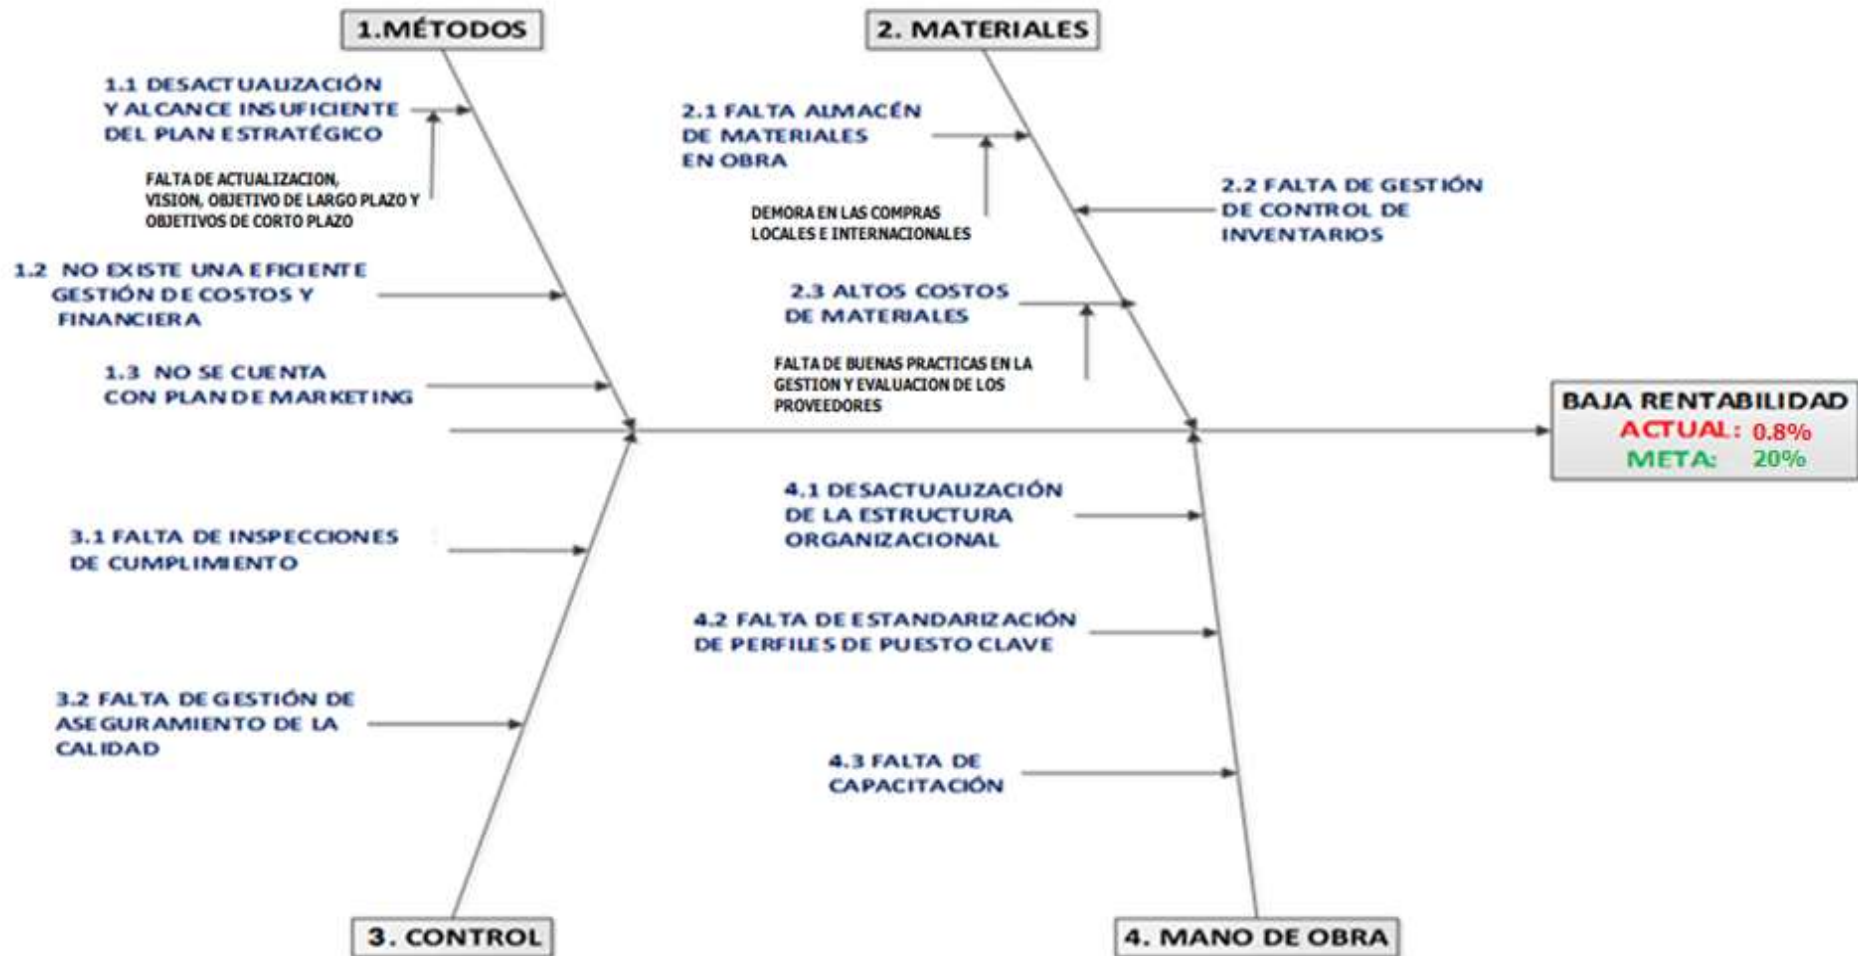 1.MÉTODOS
1.1 DESACTUALIZACIÓN
Y ALCANCE INSUFICIENTE
DEL PLAN ESTRATÉGICO
FALTA DE ACTUALIZACION,
VISION, OBJETIVO DE LARGO PLAZO Y
OBJETIVOS DE CORTO PLAZO
1.2 NO EXISTE UNA EFICIENTE
GESTIÓN DE COSTOS Y
FINANCIERA
1.3 NO SE CUENTA
CON PLAN DE MARKETING
2. MATERIALES
2.1 FALTA ALMACÉN
DE MATERIALES
EN OBRA
DEMORA EN LAS COMPRAS
LOCALES E INTERNACIONALES
2.2 FALTA DE GESTIÓN
DE CONTROL DE
INVENTARIOS
2.3 ALTOS COSTOS
DE MATERIALES
FALTA DE BUENAS PRACTICAS EN LA
GESTION Y EVALUACION DE LOS
PROVEEDORES
BAJA RENTABILIDAD
ACTUAL: 0.8%
META: 20%
3.1 FALTA DE INSPECCIONES
DE CUMPLIMIENTO
3.2 FALTA DE GESTIÓN DE
ASEGURAMIENTO DE LA
CALIDAD
3. CONTROL
4.1 DESACTUALIZACIÓN
DE LA ESTRUCTURA
ORGANIZACIONAL
4.2 FALTA DE ESTANDARIZACIÓN
DE PERFILES DE PUESTO CLAVE
4.3 FALTA DE
CAPACITACIÓN
4. MANO DE OBRA